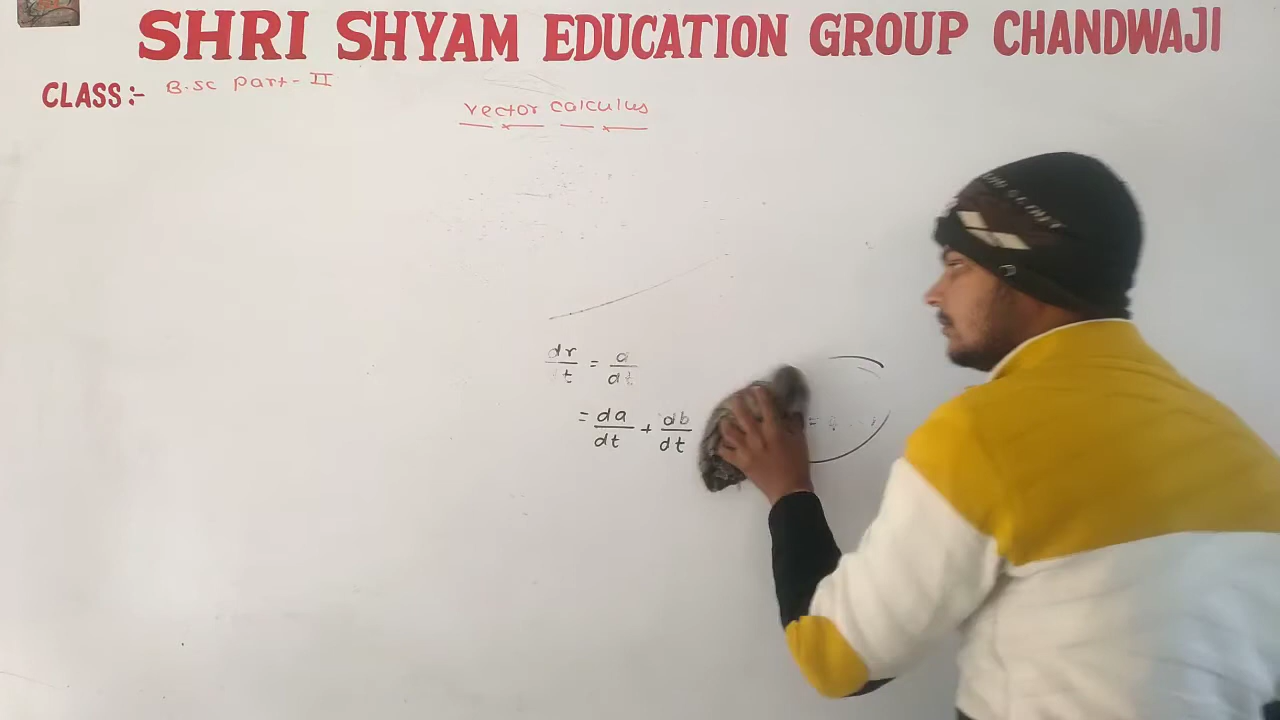 SHRI SHYAM EDUCATION GROUP CHANDWAJI
CLASS:- B.sc part-II
vector calculus
dr/dt = a/dt
= da/dt + db/dt